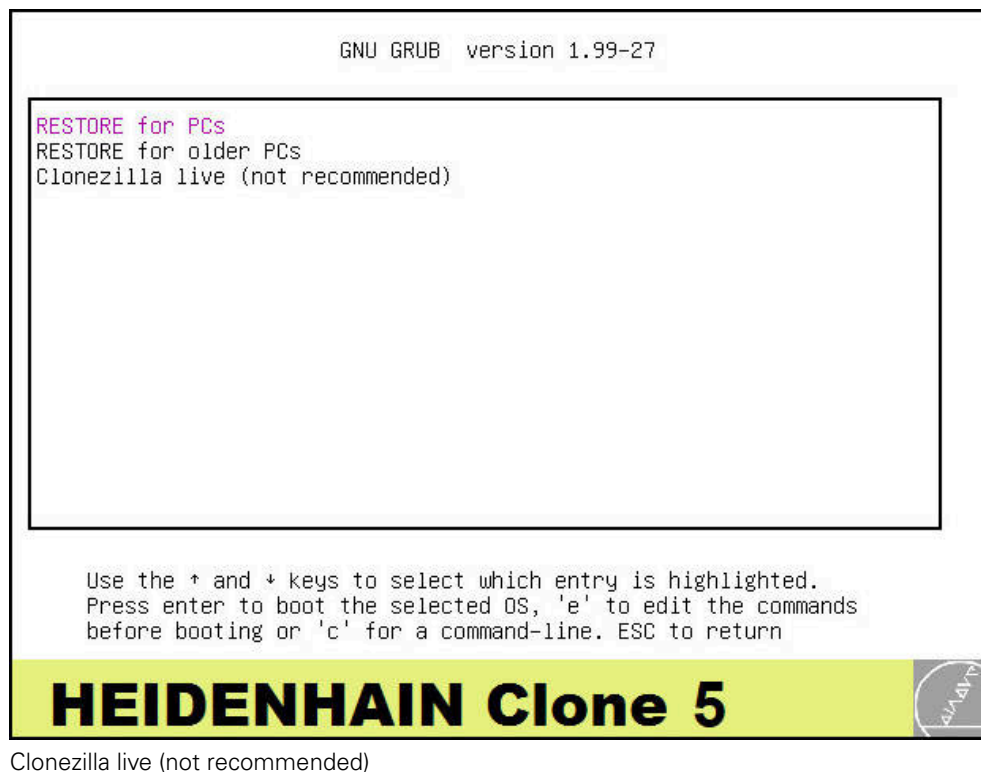 GNU GRUB version 1.99-27
RESTORE for PCs
RESTORE for older PCs
Clonezilla live (not recommended)
Use the ↑ and ↓ keys to select which entry is highlighted.
Press enter to boot the selected OS, 'e' to edit the commands
before booting or 'c' for a command-line. ESC to return
HEIDENHAIN Clone 5
Clonezilla live (not recommended)